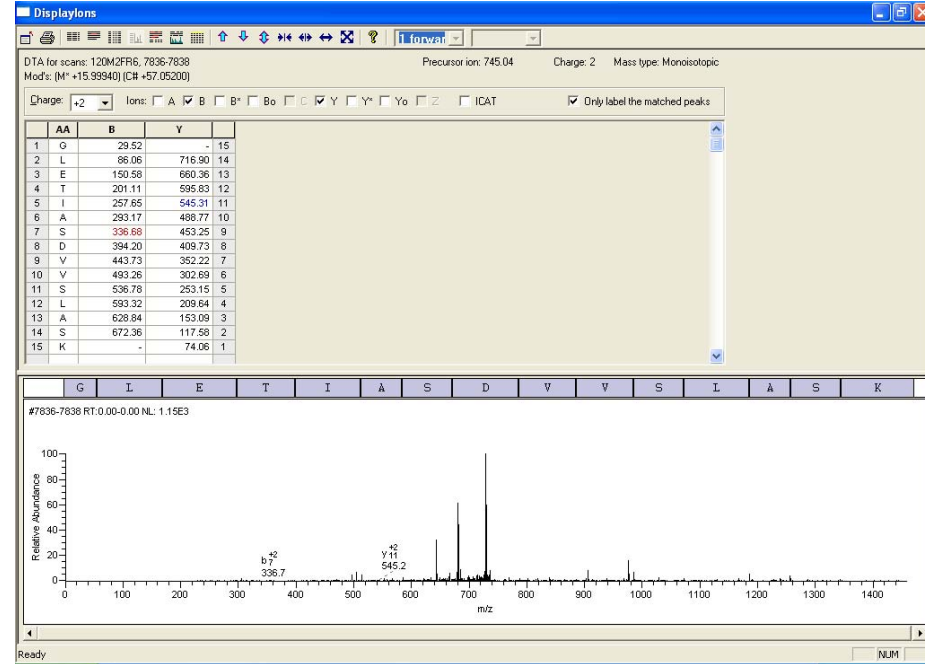 DisplayIons
1 forwar
DTA for scans: 120M2FR6, 7836-7838 Precursor ion: 745.04 Charge: 2 Mass type: Monoisotopic
Mod's: (M* +15.99940) (C# +57.05200)
Charge: +2 Ions: A B B* Bo C Y Y* Yo Z ICAT Only label the matched peaks
AA B Y
1 G 29.52 - 15
2 L 86.06 716.90 14
3 E 150.58 660.36 13
4 T 201.11 595.83 12
5 I 257.65 545.31 11
6 A 293.17 488.77 10
7 S 336.68 453.25 9
8 D 394.20 409.73 8
9 V 443.73 352.22 7
10 V 493.26 302.69 6
11 S 536.78 253.15 5
12 L 593.32 209.64 4
13 A 628.84 153.09 3
14 S 672.36 117.58 2
15 K - 74.06 1
G L E T I A S D V V S L A S K
#7836-7838 RT:0.00-0.00 NL: 1.15E3
Relative Abundance
100
80
60
40
20
0
b +2 7
336.7
y +2 11
545.2
0 100 200 300 400 500 600 700 800 900 1000 1100 1200 1300 1400
m/z
Ready NUM